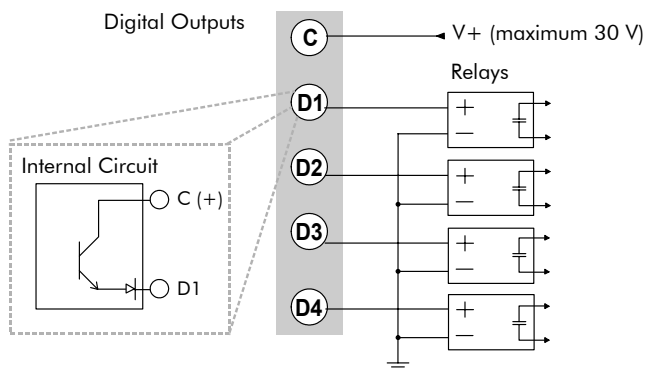 Digital Outputs
C
V+ (maximum 30 V)
Relays
D1
+
−
Internal Circuit
C (+)
D1
D2
+
−
D3
+
−
D4
+
−